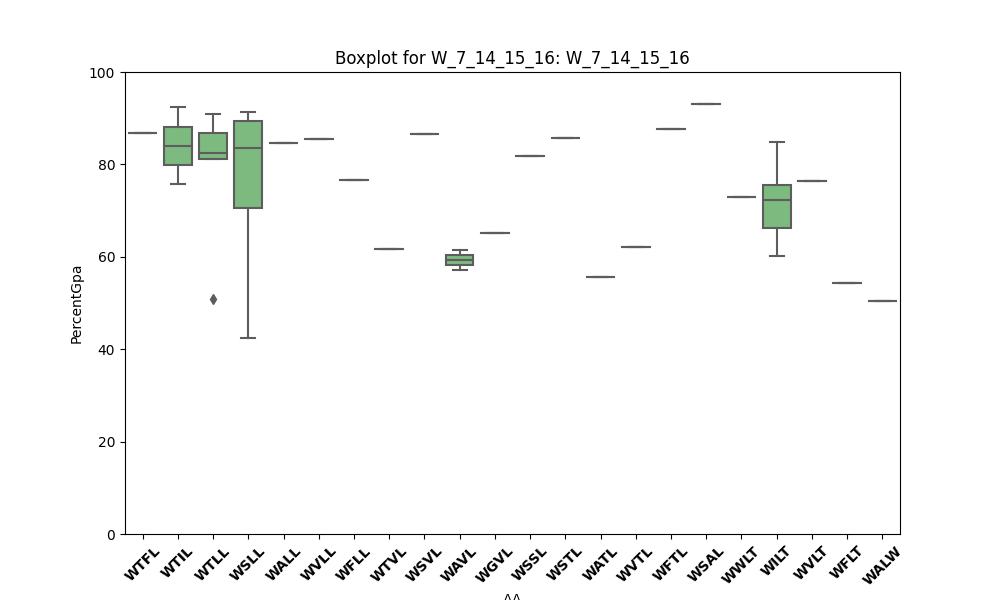 Boxplot for W_7_14_15_16: W_7_14_15_16
PercentGpa
100
80
60
40
20
0
WTFL WTIL WTLL WSLL WALL WVLL WFLL WTVL WSVL WAVL WGVL WSSL WSTL WATL WVTL WFTL WSAL WWLT WILT WVLT WFLT WALW
AA